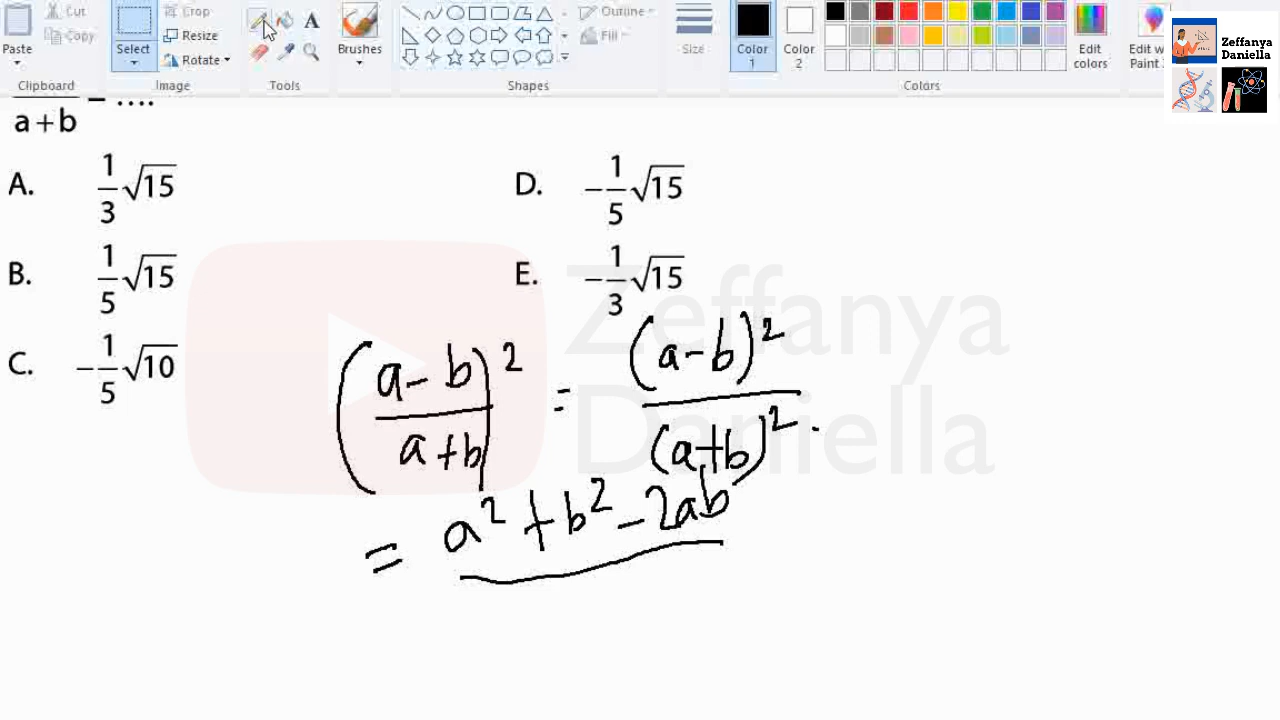 Paste
Cut
Copy
Clipboard
Select
Crop
Resize
Rotate
Image
A
Tools
Brushes
Outline
Fill
Shapes
Size
Color 1
Color 2
Edit colors
Colors
Edit w
Paint
Zeffanya
Daniella
= ....
a + b
A. 1/3 √15
B. 1/5 √15
C. −1/5 √10
D. −1/5 √15
E. −1/3 √15
Zeffanya
Daniella
((a − b)/(a + b))² = (a − b)²/(a + b)² .
= a² + b² − 2ab